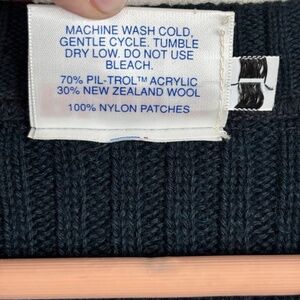 MACHINE WASH COLD,
GENTLE CYCLE. TUMBLE
DRY LOW. DO NOT USE
BLEACH.
70% PIL-TROL™ ACRYLIC
30% NEW ZEALAND WOOL
100% NYLON PATCHES